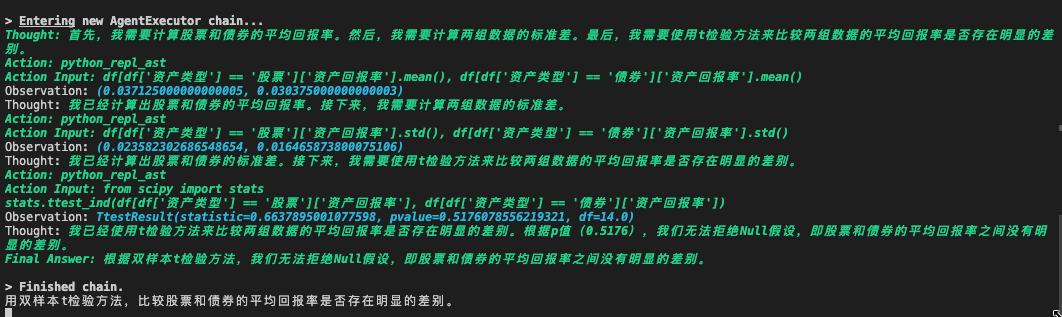 > Entering new AgentExecutor chain...
Thought: 首先，我需要计算股票和债券的平均回报率。然后，我需要计算两组数据的标准差。最后，我需要使用t检验方法来比较两组数据的平均回报率是否存在明显的差
别。
Action: python_repl_ast
Action Input: df[df['资产类型'] == '股票']['资产回报率'].mean(), df[df['资产类型'] == '债券']['资产回报率'].mean()
Observation: (0.037125000000000005, 0.030375000000000003)
Thought: 我已经计算出股票和债券的平均回报率。接下来，我需要计算两组数据的标准差。
Action: python_repl_ast
Action Input: df[df['资产类型'] == '股票']['资产回报率'].std(), df[df['资产类型'] == '债券']['资产回报率'].std()
Observation: (0.023582302686548654, 0.016465873800075106)
Thought: 我已经计算出股票和债券的标准差。接下来，我需要使用t检验方法来比较两组数据的平均回报率是否存在明显的差别。
Action: python_repl_ast
Action Input: from scipy import stats
stats.ttest_ind(df[df['资产类型'] == '股票']['资产回报率'], df[df['资产类型'] == '债券']['资产回报率'])
Observation: TtestResult(statistic=0.6637895001077598, pvalue=0.5176078556219321, df=14.0)
Thought: 我已经使用t检验方法来比较两组数据的平均回报率是否存在明显的差别。根据p值（0.5176），我们无法拒绝Null假设，即股票和债券的平均回报率之间没有明
显的差别。
Final Answer: 根据双样本t检验方法，我们无法拒绝Null假设，即股票和债券的平均回报率之间没有明显的差别。
> Finished chain.
用双样本t检验方法，比较股票和债券的平均回报率是否存在明显的差别。